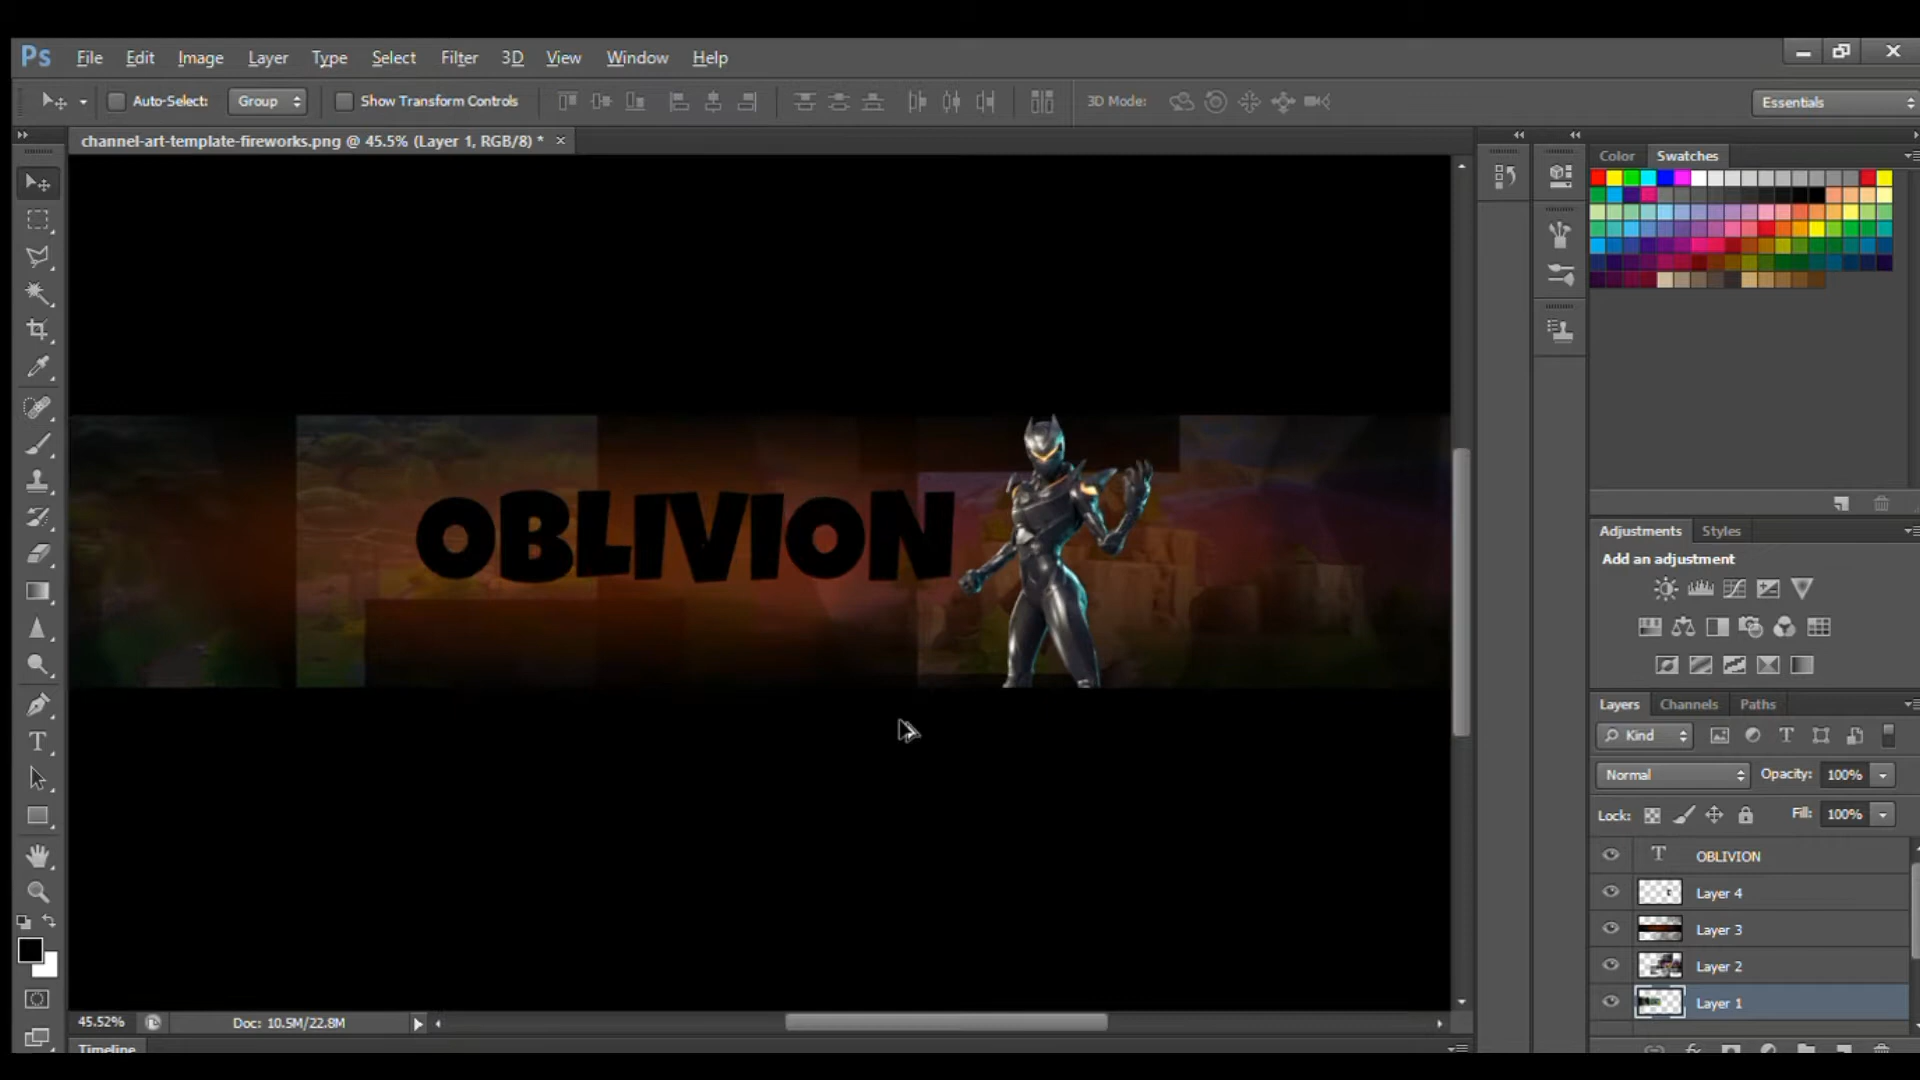 Ps File Edit Image Layer Type Select Filter 3D View Window Help
Auto-Select: Group Show Transform Controls 3D Mode: Essentials
channel-art-template-fireworks.png @ 45.5% (Layer 1, RGB/8) * ×
Color Swatches
OBLIVION
Adjustments Styles
Add an adjustment
Layers Channels Paths
Kind
Normal Opacity: 100%
Lock: Fill: 100%
T OBLIVION
Layer 4
Layer 3
Layer 2
Layer 1
45.52% Doc: 10.5M/22.8M
Timeline